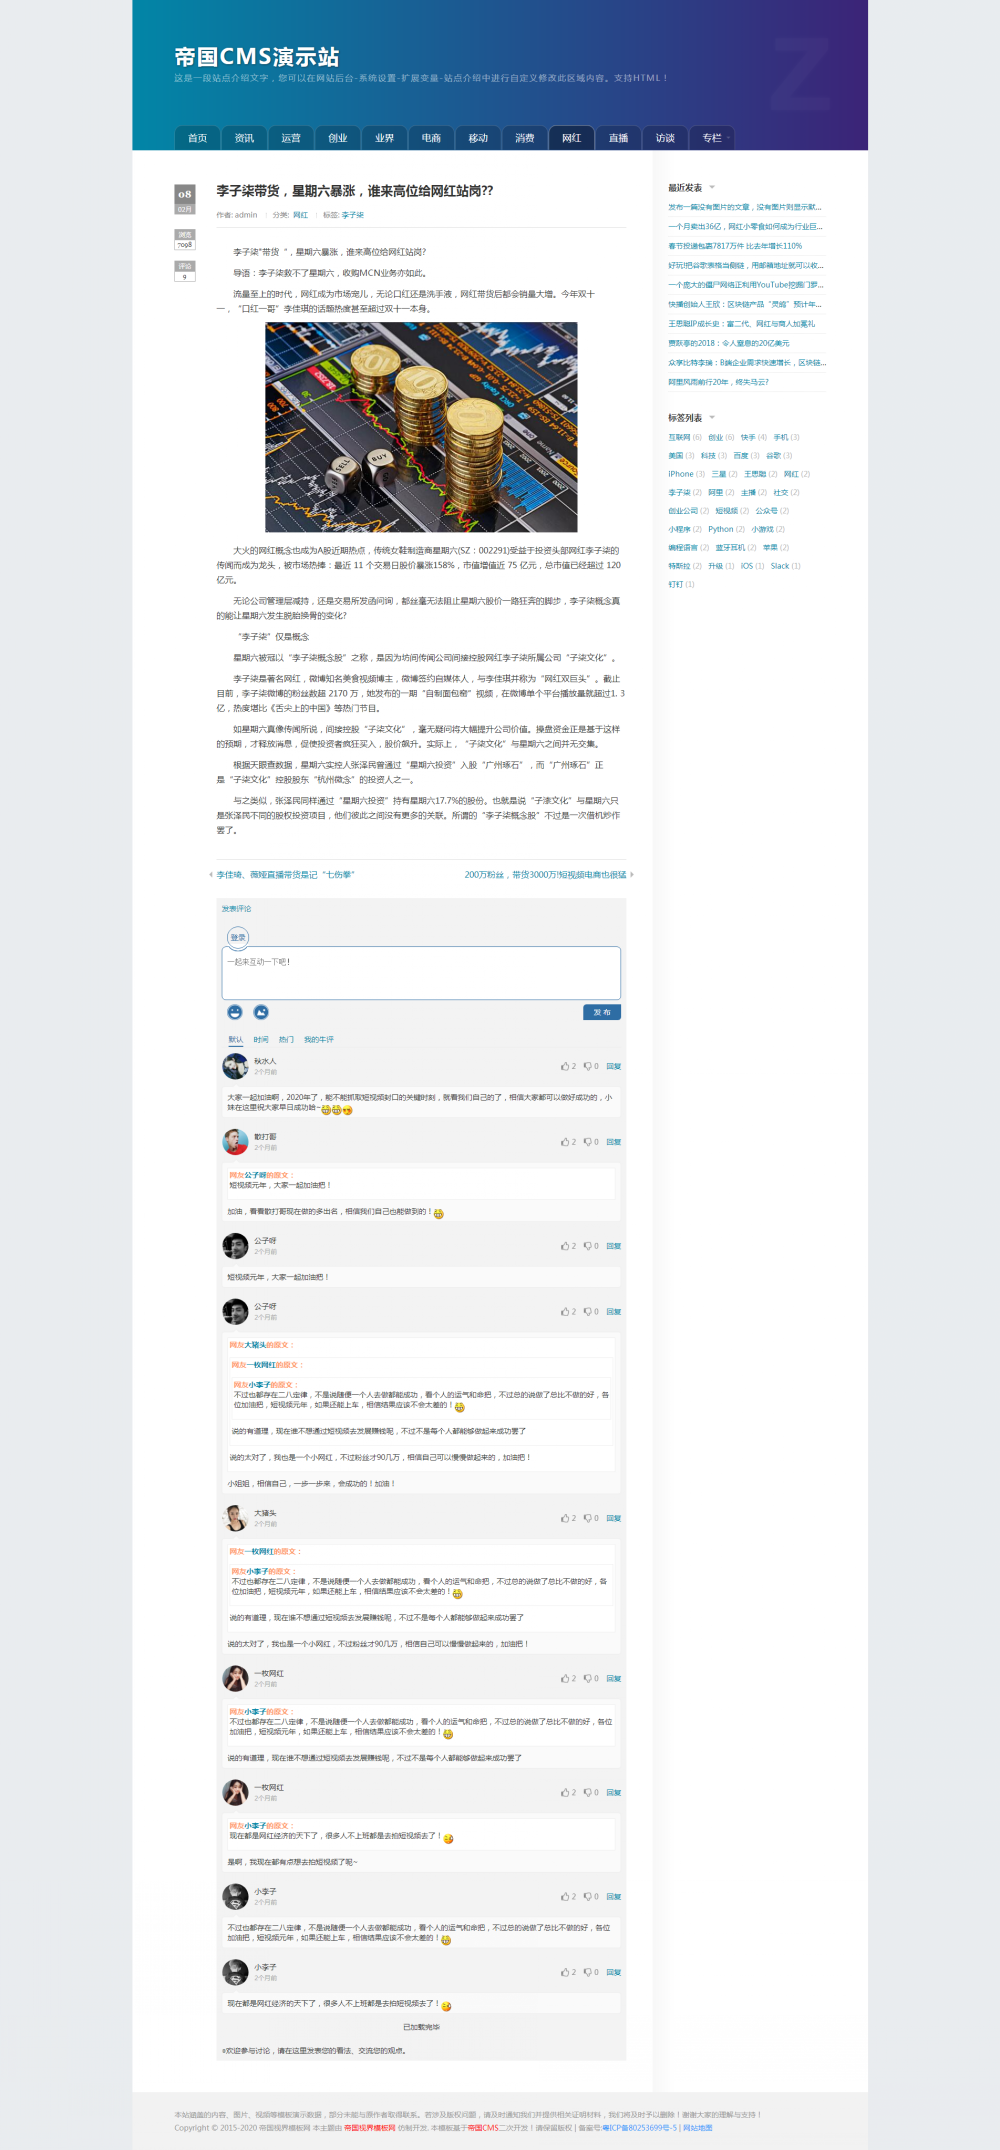 帝国CMS演示站
这是一段站点介绍文字，您可以在网站后台-系统设置-扩展变量-站点介绍中进行自定义修改此区域内容。支持HTML！
Z
首页 资讯 运营 创业 业界 电商 移动 消费 网红 直播 访谈 专栏
08
02月
浏览
7098
评论
9
李子柒带货，星期六暴涨，谁来高位给网红站岗??
作者: admin 分类: 网红 标签: 李子柒
李子柒"带货 "，星期六暴涨，谁来高位给网红站岗?
导语：李子柒救不了星期六，收购MCN业务亦如此。
流量至上的时代，网红成为市场宠儿，无论口红还是洗手液，网红带货后都会销量大增。今年双十
一，"口红一哥"李佳琪的话题热度甚至超过双十一本身。
SELL BUY
大火的网红概念也成为A股近期热点，传统女鞋制造商星期六(SZ：002291)受益于投资头部网红李子柒的
传闻而成为龙头，被市场热捧：最近 11 个交易日股价暴涨158%，市值增值近 75 亿元，总市值已经超过 120
亿元。
无论公司管理层减持，还是交易所发函问询，都丝毫无法阻止星期六股价一路狂奔的脚步，李子柒概念真
的能让星期六发生脱胎换骨的变化?
"李子柒"仅是概念
星期六被冠以"李子柒概念股"之称，是因为坊间传闻公司间接控股网红李子柒所属公司"子柒文化"。
李子柒是著名网红，微博知名美食视频博主，微博签约自媒体人，与李佳琪并称为"网红双巨头"。截止
目前，李子柒微博的粉丝数超 2170 万，她发布的一期"自制面包窑"视频，在微博单个平台播放量就超过1. 3
亿，热度堪比《舌尖上的中国》等热门节目。
如星期六真像传闻所说，间接控股"子柒文化"，毫无疑问将大幅提升公司价值。操盘资金正是基于这样
的预期，才释放消息，促使投资者疯狂买入，股价飙升。实际上，"子柒文化"与星期六之间并无交集。
根据天眼查数据，星期六实控人张泽民曾通过"星期六投资"入股"广州琢石"，而"广州琢石"正
是"子柒文化"控股股东"杭州微念"的投资人之一。
与之类似，张泽民同样通过"星期六投资"持有星期六17.7%的股份。也就是说"子漆文化"与星期六只
是张泽民不同的股权投资项目，他们彼此之间没有更多的关联。所谓的"李子柒概念股"不过是一次借机炒作
罢了。
李佳琦、薇娅直播带货是记"七伤拳"
200万粉丝，带货3000万!短视频电商也很猛
发表评论
登录
一起来互动一下吧!
发 布
默认 时间 热门 我的牛评
秋水人
2个月前
2 0 回复
大家一起加油啊，2020年了，能不能抓取短视频封口的关键时刻，就看我们自己的了，相信大家都可以做好成功的，小
妹在这里祝大家早日成功哈~
散打哥
2个月前
2 0 回复
网友公子呀的原文：
短视频元年，大家一起加油把！
加油，看看散打哥现在做的多出名，相信我们自己也能做到的！
公子呀
2个月前
2 0 回复
短视频元年，大家一起加油把！
公子呀
2个月前
2 0 回复
网友大猪头的原文：
网友一枚网红的原文：
网友小李子的原文：
不过也都存在二八定律，不是说随便一个人去做都能成功，看个人的运气和命把，不过总的说做了总比不做的好，各
位加油把，短视频元年，如果还能上车，相信结果应该不会太差的！
说的有道理，现在谁不想通过短视频去发展赚钱呢，不过不是每个人都能够做起来成功罢了
说的太对了，我也是一个小网红，不过粉丝才90几万，相信自己可以慢慢做起来的，加油把！
小姐姐，相信自己，一步一步来，会成功的！加油！
大猪头
2个月前
2 0 回复
网友一枚网红的原文：
网友小李子的原文：
不过也都存在二八定律，不是说随便一个人去做都能成功，看个人的运气和命把，不过总的说做了总比不做的好，各
位加油把，短视频元年，如果还能上车，相信结果应该不会太差的！
说的有道理，现在谁不想通过短视频去发展赚钱呢，不过不是每个人都能够做起来成功罢了
说的太对了，我也是一个小网红，不过粉丝才90几万，相信自己可以慢慢做起来的，加油把！
一枚网红
2个月前
2 0 回复
网友小李子的原文：
不过也都存在二八定律，不是说随便一个人去做都能成功，看个人的运气和命把，不过总的说做了总比不做的好，各位
加油把，短视频元年，如果还能上车，相信结果应该不会太差的！
说的有道理，现在谁不想通过短视频去发展赚钱呢，不过不是每个人都能够做起来成功罢了
一枚网红
2个月前
2 0 回复
网友小李子的原文：
现在都是网红经济的天下了，很多人不上班都是去拍短视频去了！
是啊，我现在都有点想去拍短视频了呢~
小李子
2个月前
2 0 回复
不过也都存在二八定律，不是说随便一个人去做都能成功，看个人的运气和命把，不过总的说做了总比不做的好，各位
加油把，短视频元年，如果还能上车，相信结果应该不会太差的！
小李子
2个月前
2 0 回复
现在都是网红经济的天下了，很多人不上班都是去拍短视频去了！
已加载完毕
¤欢迎参与讨论，请在这里发表您的看法、交流您的观点。
最近发表
发布一篇没有图片的文章，没有图片则显示默...
一个月卖出36亿，网红小零食如何成为行业巨...
春节投递包裹7817万件 比去年增长110%
好玩!把谷歌表格当侧链，用邮箱地址就可以收...
一个庞大的僵尸网络正利用YouTube挖掘门罗...
快播创始人王欣：区块链产品"灵鸽"预计年...
王思聪IP成长史：富二代、网红与商人加冕礼
贾跃亭的2018：令人窒息的20亿美元
众享比特李瑞：B端企业需求快速增长，区块链...
阿里风雨前行20年，终失马云?
标签列表
互联网 (6) 创业 (6) 快手 (4) 手机 (3)
美国 (3) 科技 (3) 百度 (3) 谷歌 (3)
iPhone (3) 三星 (2) 王思聪 (2) 网红 (2)
李子柒 (2) 阿里 (2) 主播 (2) 社交 (2)
创业公司 (2) 短视频 (2) 公众号 (2)
小程序 (2) Python (2) 小游戏 (2)
编程语言 (2) 蓝牙耳机 (2) 苹果 (2)
特斯拉 (2) 升级 (1) IOS (1) Slack (1)
钉钉 (1)
本站涵盖的内容、图片、视频等模板演示数据，部分未能与原作者取得联系。若涉及版权问题，请及时通知我们并提供相关证明材料，我们将及时予以删除！谢谢大家的理解与支持！
Copyright © 2015-2020 帝国视界模板网 本主题由 帝国视界模板网 仿制开发. 本模板基于帝国CMS二次开发！请保留版权 | 备案号:粤ICP备80253699号-5 | 网站地图